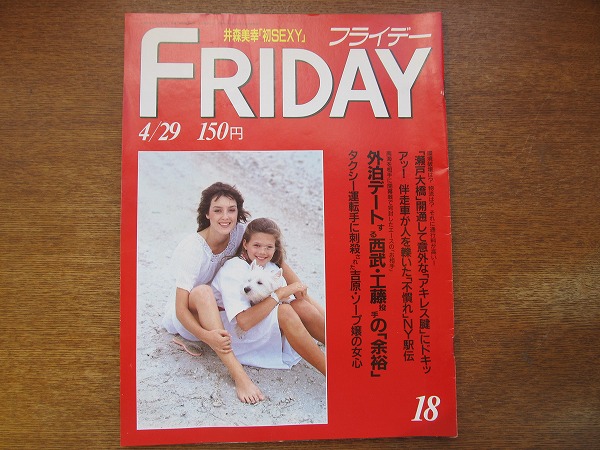 井森美幸「初SEXY」
フライデー
FRIDAY
4/29 150円
「瀬戸大橋」開通して意外な「アキレス腱」にドキッ
アッ! 伴走車が人を轢いた「不慣れ」NY駅伝
外泊デートする西武・工藤投手の「余裕」
タクシー運転手に刺殺された吉原・ソープ嬢の女心
18